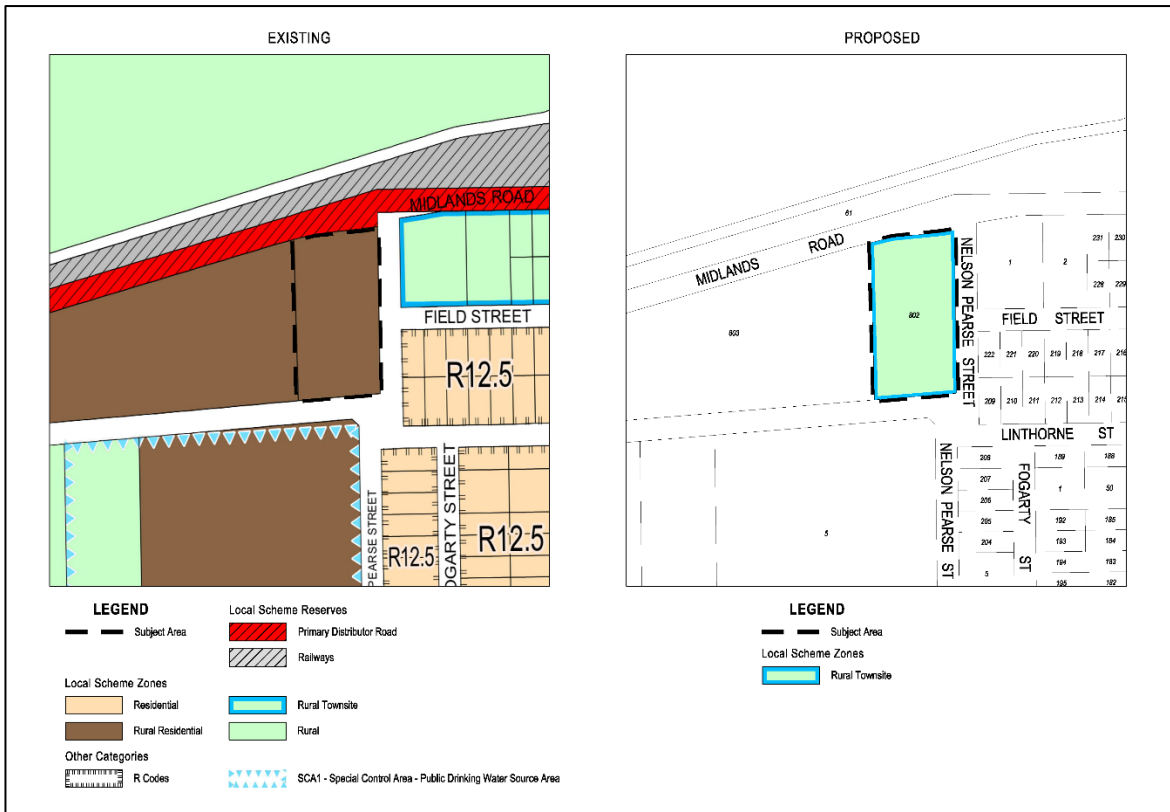 EXISTING
MIDLANDS ROAD
FIELD STREET
R12.5
PEARSE STREET
FOGARTY STREET
R12.5
R12.5
LEGEND
Subject Area
Local Scheme Reserves
Primary Distributor Road
Railways
Local Scheme Zones
Residential
Rural Residential
Rural Townsite
Rural
Other Categories
R Codes
SCA1 - Special Control Area - Public Drinking Water Source Area
PROPOSED
61
MIDLANDS ROAD
231 230
1 2
228 229
803
802
NELSON PEARSE STREET
FIELD STREET
222 221 220 219 218 217 216
209 210 211 212 213 214 215
LINTHORNE ST
NELSON PEARSE ST
FOGARTY ST
208 189 188
207
206 1 50
205 192 185
204 193 184
5 5 194 183
195 182
LEGEND
Subject Area
Local Scheme Zones
Rural Townsite